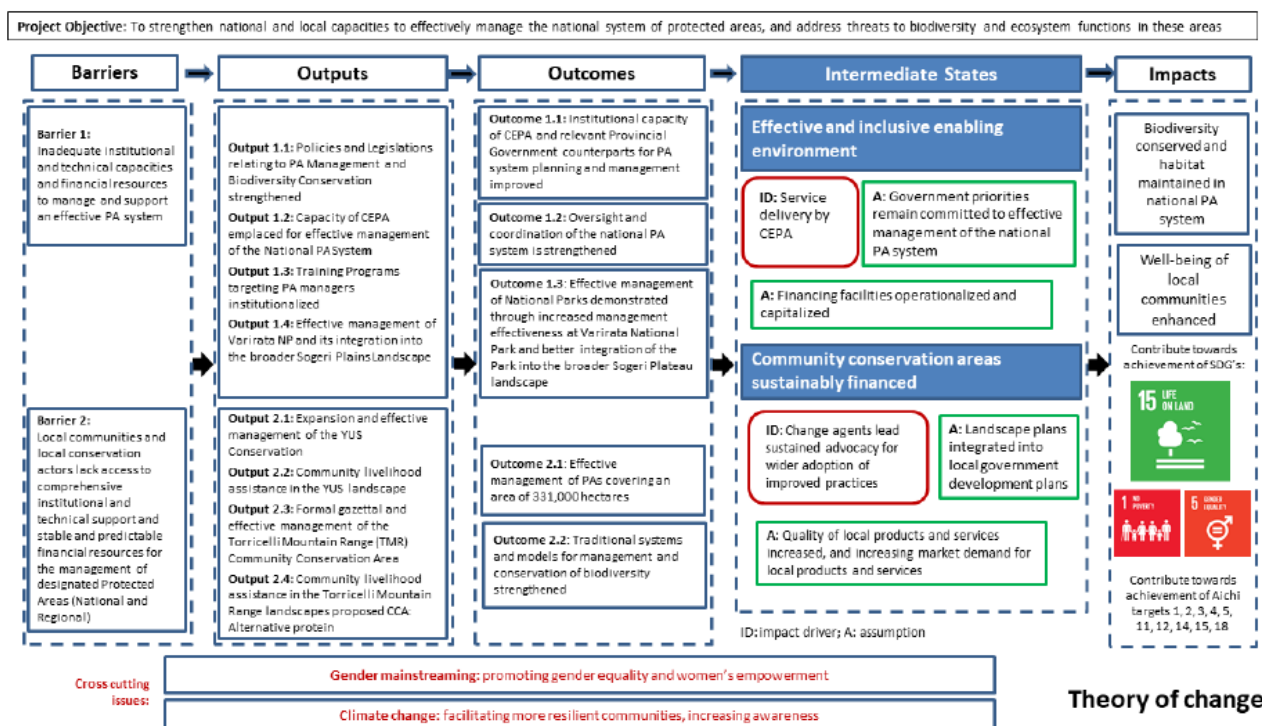 Project Objective: To strengthen national and local capacities to effectively manage the national system of protected areas, and address threats to biodiversity and ecosystem functions in these areas
Barriers
Outputs
Outcomes
Intermediate States
Impacts
Barrier 1:
Inadequate institutional
and technical capacities
and financial resources
to manage and support
an effective PA system
Barrier 2:
Local communities and
local conservation
actors lack access to
comprehensive
institutional and
technical support and
stable and predictable
financial resources for
the management of
designated Protected
Areas (National and
Regional)
Output 1.1: Policies and Legislations
relating to PA Management and
Biodiversity Conservation
strengthened
Output 1.2: Capacity of CEPA
emplaced for effective management
of the National PA System
Output 1.3: Training Programs
targeting PA managers
institutionalized
Output 1.4: Effective management of
Varirata NP and its integration into
the broader Sogeri Plains Landscape
Output 2.1: Expansion and effective
management of the YUS
Conservation
Output 2.2: Community livelihood
assistance in the YUS landscape
Output 2.3: Formal gazettal and
effective management of the
Torricelli Mountain Range (TMR)
Community Conservation Area
Output 2.4: Community livelihood
assistance in the Torricelli Mountain
Range landscapes proposed CCA:
Alternative protein
Outcome 1.1: Institutional capacity
of CEPA and relevant Provincial
Government counterparts for PA
system planning and management
improved
Outcome 1.2: Oversight and
coordination of the national PA
system is strengthened
Outcome 1.3: Effective management
of National Parks demonstrated
through increased management
effectiveness at Varirata National
Park and better integration of the
Park into the broader Sogeri Plateau
landscape
Outcome 2.1: Effective
management of PAs covering an
area of 331,000 hectares
Outcome 2.2: Traditional systems
and models for management and
conservation of biodiversity
strengthened
Effective and inclusive enabling
environment
ID: Service
delivery by
CEPA
A: Government priorities
remain committed to effective
management of the national
PA system
A: Financing facilities operationalized and
capitalized
Community conservation areas
sustainably financed
ID: Change agents lead
sustained advocacy for
wider adoption of
improved practices
A: Landscape plans
integrated into
local government
development plans
A: Quality of local products and services
increased, and increasing market demand for
local products and services
ID: impact driver; A: assumption
Biodiversity
conserved and
habitat
maintained in
national PA
system
Well-being of
local
communities
enhanced
Contribute towards
achievement of SDG's:
15 LIFE
ON LAND
1 NO
POVERTY
5 GENDER
EQUALITY
Contribute towards
achievement of Aichi
targets 1, 2, 3, 4, 5,
11, 12, 14, 15, 18
Cross cutting
issues:
Gender mainstreaming: promoting gender equality and women's empowerment
Climate change: facilitating more resilient communities, increasing awareness
Theory of change